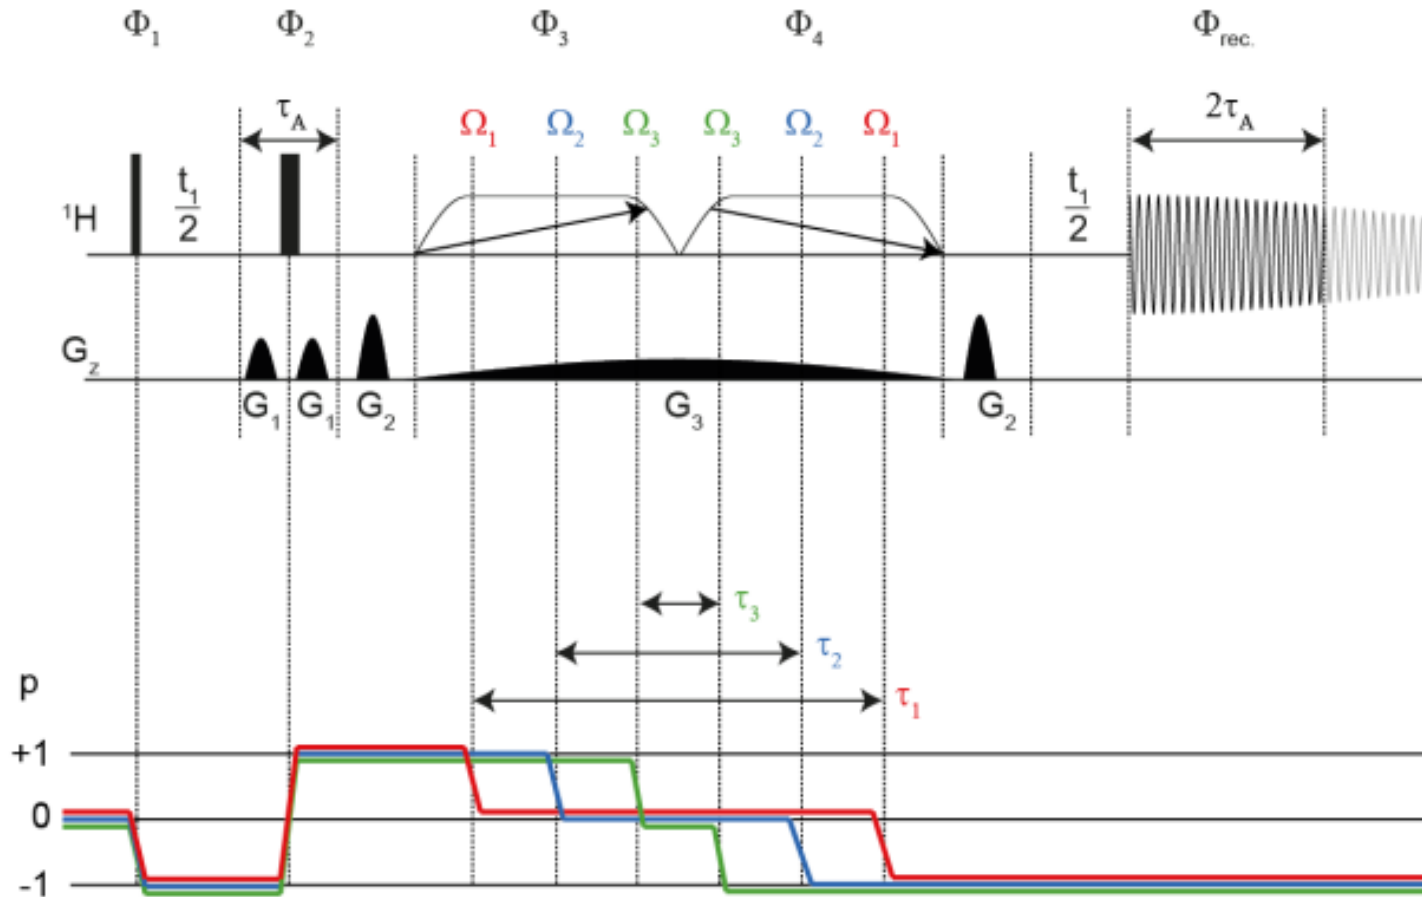 Φ₁ Φ₂ Φ₃ Φ₄ Φrec.
τA Ω₁ Ω₂ Ω₃ Ω₃ Ω₂ Ω₁ 2τA
¹H t₁/2 t₁/2
Gz
G₁ G₁ G₂ G₃ G₂
τ₃
τ₂
p τ₁
+1
0
-1